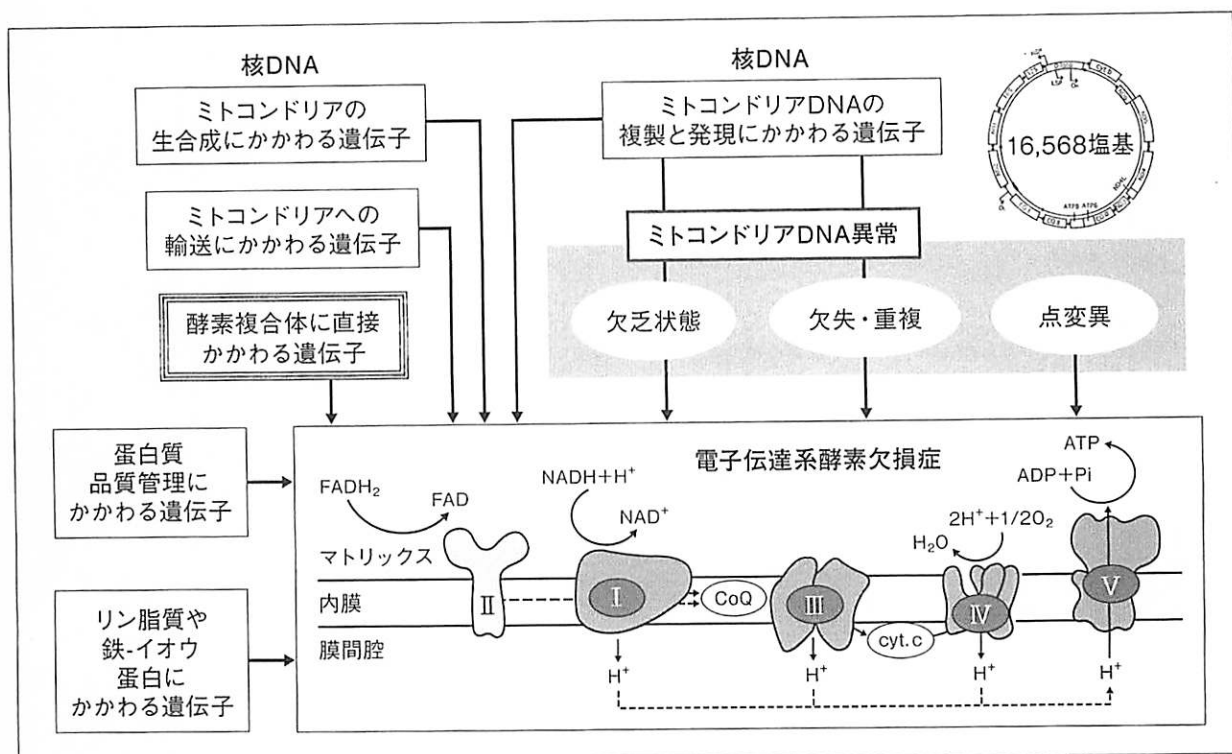 核DNA
ミトコンドリアの
生合成にかかわる遺伝子
ミトコンドリアへの
輸送にかかわる遺伝子
酵素複合体に直接
かかわる遺伝子
核DNA
ミトコンドリアDNAの
複製と発現にかかわる遺伝子
ミトコンドリアDNA異常
16,568塩基
ATP8 ATP6
欠乏状態
欠失・重複
点変異
蛋白質
品質管理に
かかわる遺伝子
リン脂質や
鉄-イオウ
蛋白に
かかわる遺伝子
電子伝達系酵素欠損症
FADH₂
FAD
NADH+H⁺
NAD⁺
2H⁺+1/2O₂
H₂O
ATP
ADP+Pi
マトリックス
内膜
膜間腔
II
I
CoQ
III
cyt.c
IV
V
H⁺
H⁺
H⁺
H⁺